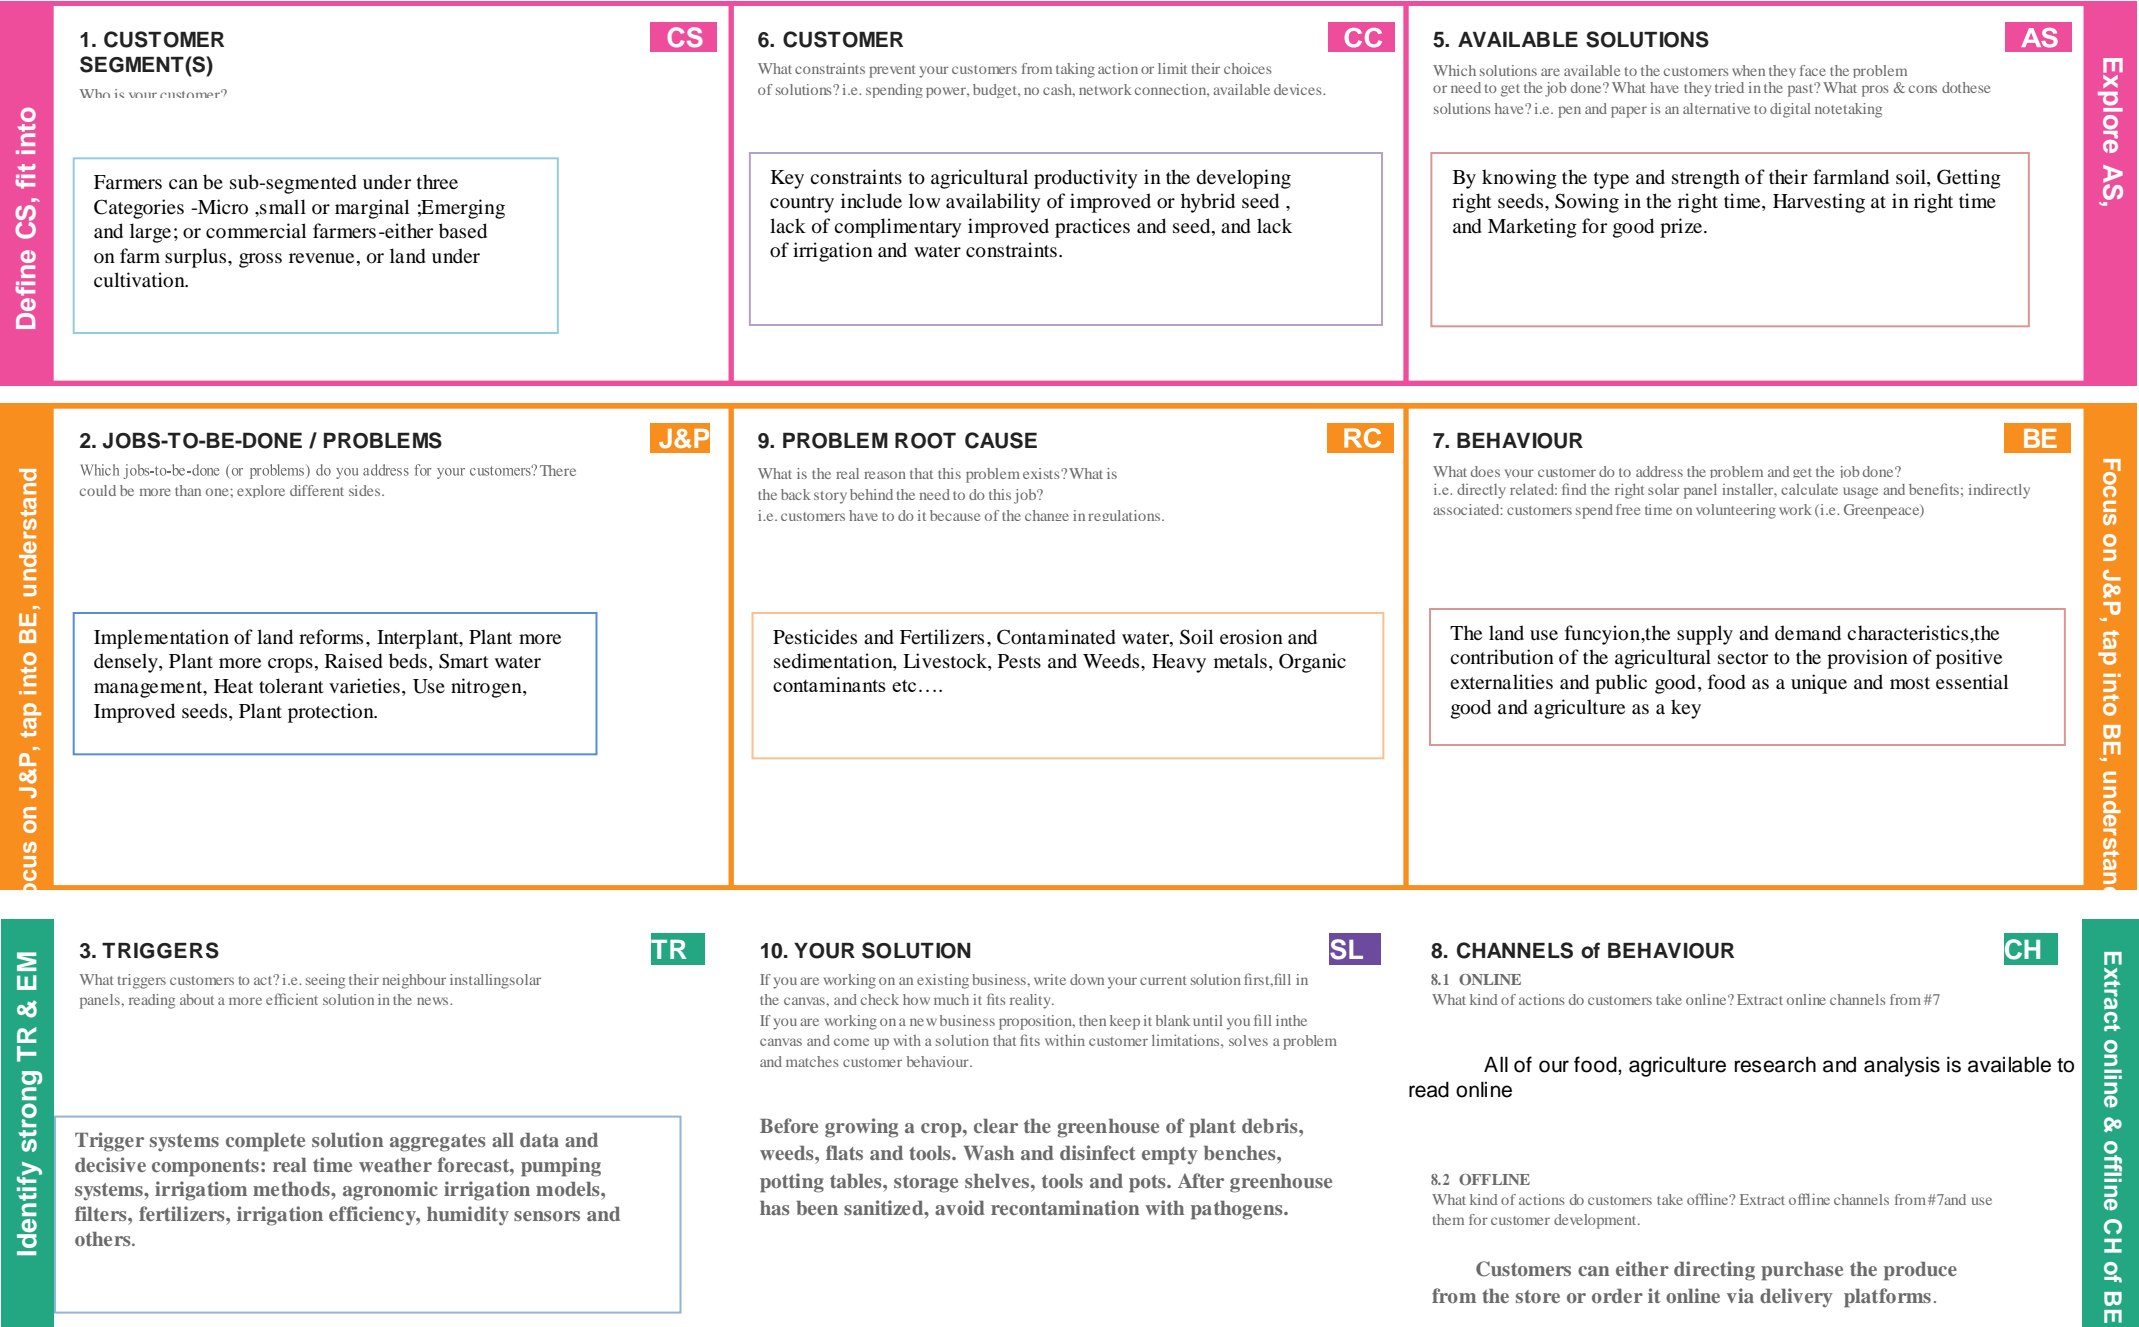 Define CS, fit into
1. CUSTOMER
SEGMENT(S)
CS
Who is your customer?
Farmers can be sub-segmented under three
Categories -Micro ,small or marginal ;Emerging
and large; or commercial farmers-either based
on farm surplus, gross revenue, or land under
cultivation.
6. CUSTOMER
CC
What constraints prevent your customers from taking action or limit their choices
of solutions? i.e. spending power, budget, no cash, network connection, available devices.
Key constraints to agricultural productivity in the developing
country include low availability of improved or hybrid seed ,
lack of complimentary improved practices and seed, and lack
of irrigation and water constraints.
5. AVAILABLE SOLUTIONS
AS
Which solutions are available to the customers when they face the problem
or need to get the job done? What have they tried in the past? What pros & cons dothese
solutions have? i.e. pen and paper is an alternative to digital notetaking
By knowing the type and strength of their farmland soil, Getting
right seeds, Sowing in the right time, Harvesting at in right time
and Marketing for good prize.
Explore AS,
ocus on J&P, tap into BE, understand
2. JOBS-TO-BE-DONE / PROBLEMS
J&P
Which jobs-to-be-done (or problems) do you address for your customers? There
could be more than one; explore different sides.
Implementation of land reforms, Interplant, Plant more
densely, Plant more crops, Raised beds, Smart water
management, Heat tolerant varieties, Use nitrogen,
Improved seeds, Plant protection.
9. PROBLEM ROOT CAUSE
RC
What is the real reason that this problem exists? What is
the back story behind the need to do this job?
i.e. customers have to do it because of the change in regulations.
Pesticides and Fertilizers, Contaminated water, Soil erosion and
sedimentation, Livestock, Pests and Weeds, Heavy metals, Organic
contaminants etc….
7. BEHAVIOUR
BE
What does your customer do to address the problem and get the job done?
i.e. directly related: find the right solar panel installer, calculate usage and benefits; indirectly
associated: customers spend free time on volunteering work (i.e. Greenpeace)
The land use funcyion,the supply and demand characteristics,the
contribution of the agricultural sector to the provision of positive
externalities and public good, food as a unique and most essential
good and agriculture as a key
Focus on J&P, tap into BE, understand
Identify strong TR & EM
3. TRIGGERS
TR
What triggers customers to act? i.e. seeing their neighbour installingsolar
panels, reading about a more efficient solution in the news.
Trigger systems complete solution aggregates all data and
decisive components: real time weather forecast, pumping
systems, irrigatiom methods, agronomic irrigation models,
filters, fertilizers, irrigation efficiency, humidity sensors and
others.
10. YOUR SOLUTION
SL
If you are working on an existing business, write down your current solution first,fill in
the canvas, and check how much it fits reality.
If you are working on a new business proposition, then keep it blank until you fill inthe
canvas and come up with a solution that fits within customer limitations, solves a problem
and matches customer behaviour.
Before growing a crop, clear the greenhouse of plant debris,
weeds, flats and tools. Wash and disinfect empty benches,
potting tables, storage shelves, tools and pots. After greenhouse
has been sanitized, avoid recontamination with pathogens.
8. CHANNELS of BEHAVIOUR
CH
8.1 ONLINE
What kind of actions do customers take online? Extract online channels from #7
All of our food, agriculture research and analysis is available to
read online
8.2 OFFLINE
What kind of actions do customers take offline? Extract offline channels from #7and use
them for customer development.
Customers can either directing purchase the produce
from the store or order it online via delivery platforms.
Extract online & offline CH of BE